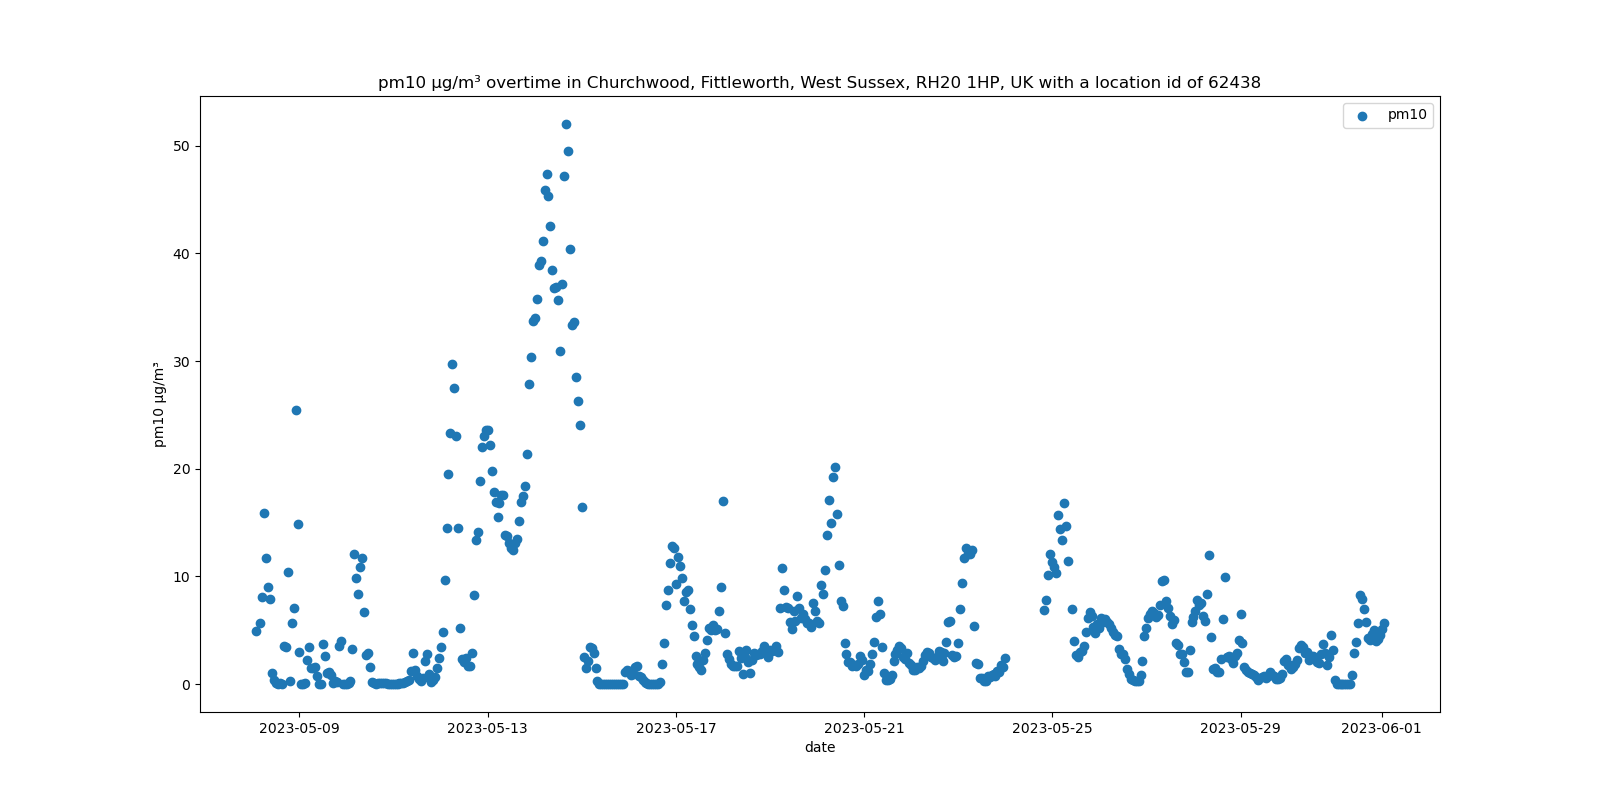 pm10 µg/m³ overtime in Churchwood, Fittleworth, West Sussex, RH20 1HP, UK with a location id of 62438
pm10
pm10 µg/m³
50
40
30
20
10
0
2023-05-09 2023-05-13 2023-05-17 2023-05-21 2023-05-25 2023-05-29 2023-06-01
date